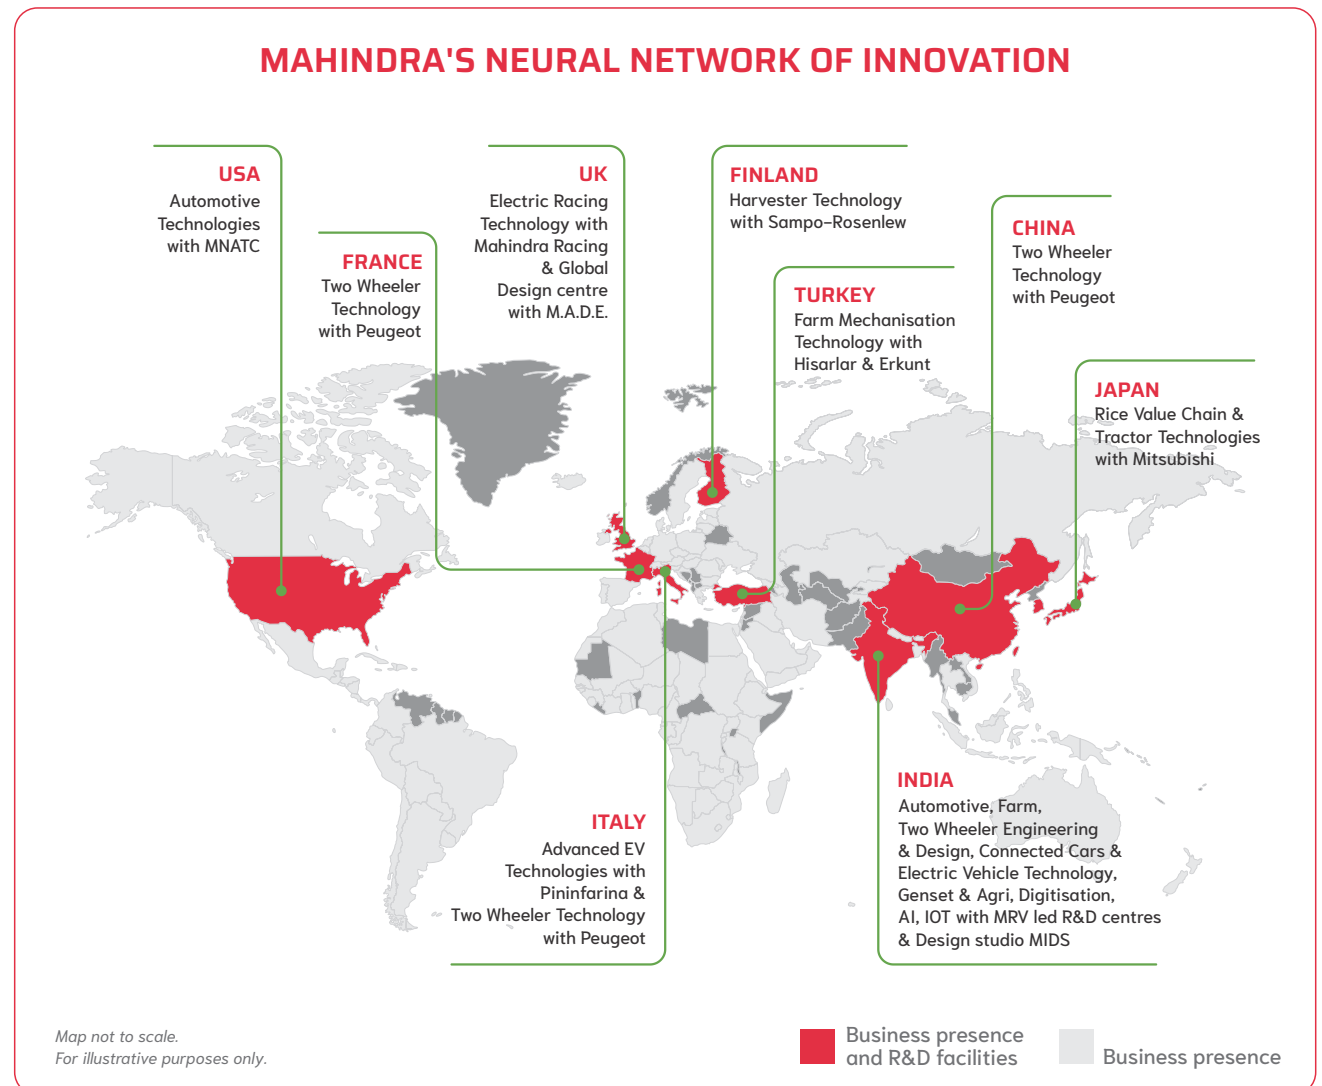 MAHINDRA'S NEURAL NETWORK OF INNOVATION
USA
Automotive
Technologies
with MNATC
FRANCE
Two Wheeler
Technology
with Peugeot
UK
Electric Racing
Technology with
Mahindra Racing
& Global
Design centre
with M.A.D.E.
FINLAND
Harvester Technology
with Sampo-Rosenlew
TURKEY
Farm Mechanisation
Technology with
Hisarlar & Erkunt
CHINA
Two Wheeler
Technology
with Peugeot
JAPAN
Rice Value Chain &
Tractor Technologies
with Mitsubishi
ITALY
Advanced EV
Technologies with
Pininfarina &
Two Wheeler Technology
with Peugeot
INDIA
Automotive, Farm,
Two Wheeler Engineering
& Design, Connected Cars &
Electric Vehicle Technology,
Genset & Agri, Digitisation,
AI, IOT with MRV led R&D centres
& Design studio MIDS
Map not to scale.
For illustrative purposes only.
Business presence
and R&D facilities
Business presence